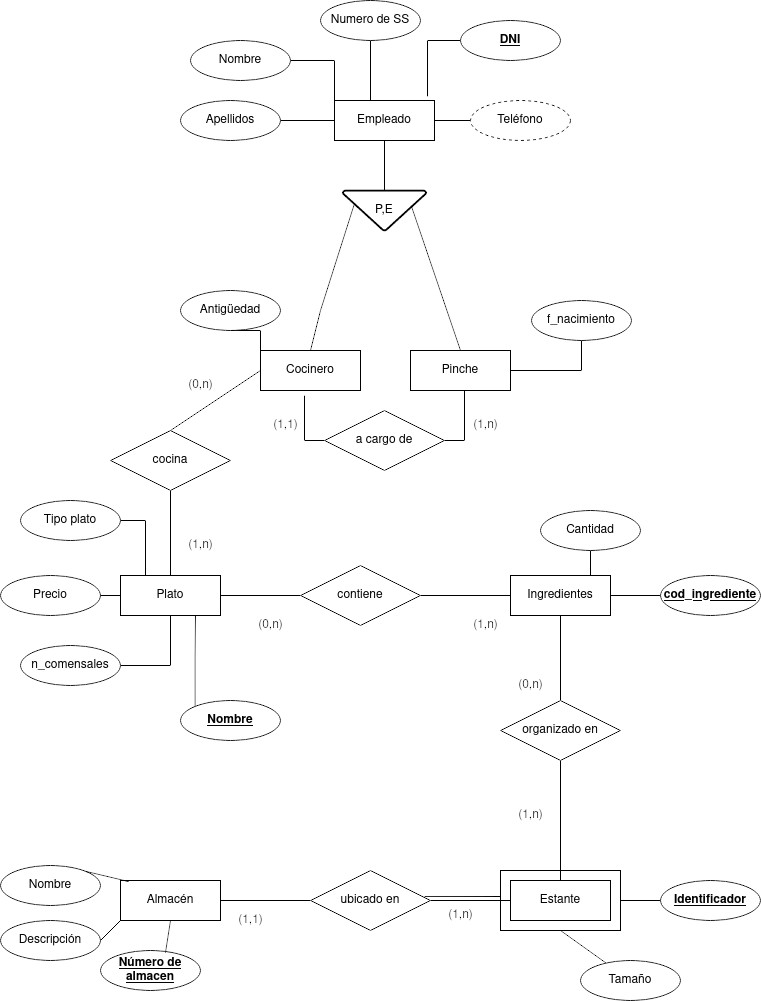 Numero de SS
DNI
Nombre
Apellidos
Empleado
Teléfono
P,E
Antigüedad
f_nacimiento
Cocinero
Pinche
(0,n)
(1,1)
a cargo de
(1,n)
cocina
Tipo plato
Cantidad
(1,n)
Precio
Plato
contiene
Ingredientes
cod_ingrediente
(0,n)
(1,n)
n_comensales
(0,n)
Nombre
organizado en
(1,n)
Nombre
Almacén
ubicado en
Estante
Identificador
(1,1)
(1,n)
Descripción
Número de
almacen
Tamaño